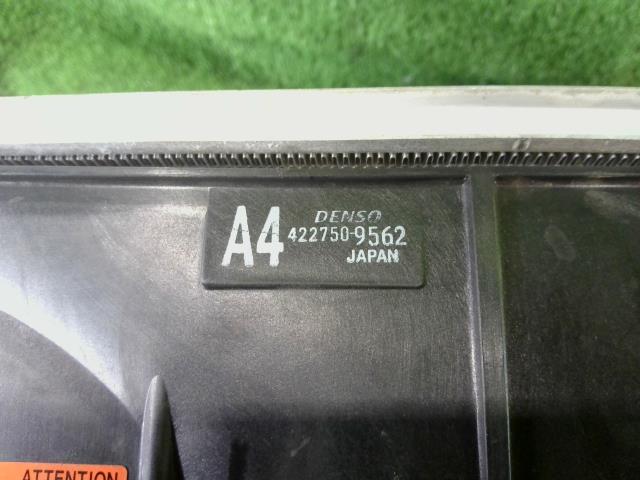 A4
DENSO
422750-9562
JAPAN
ATTENTION